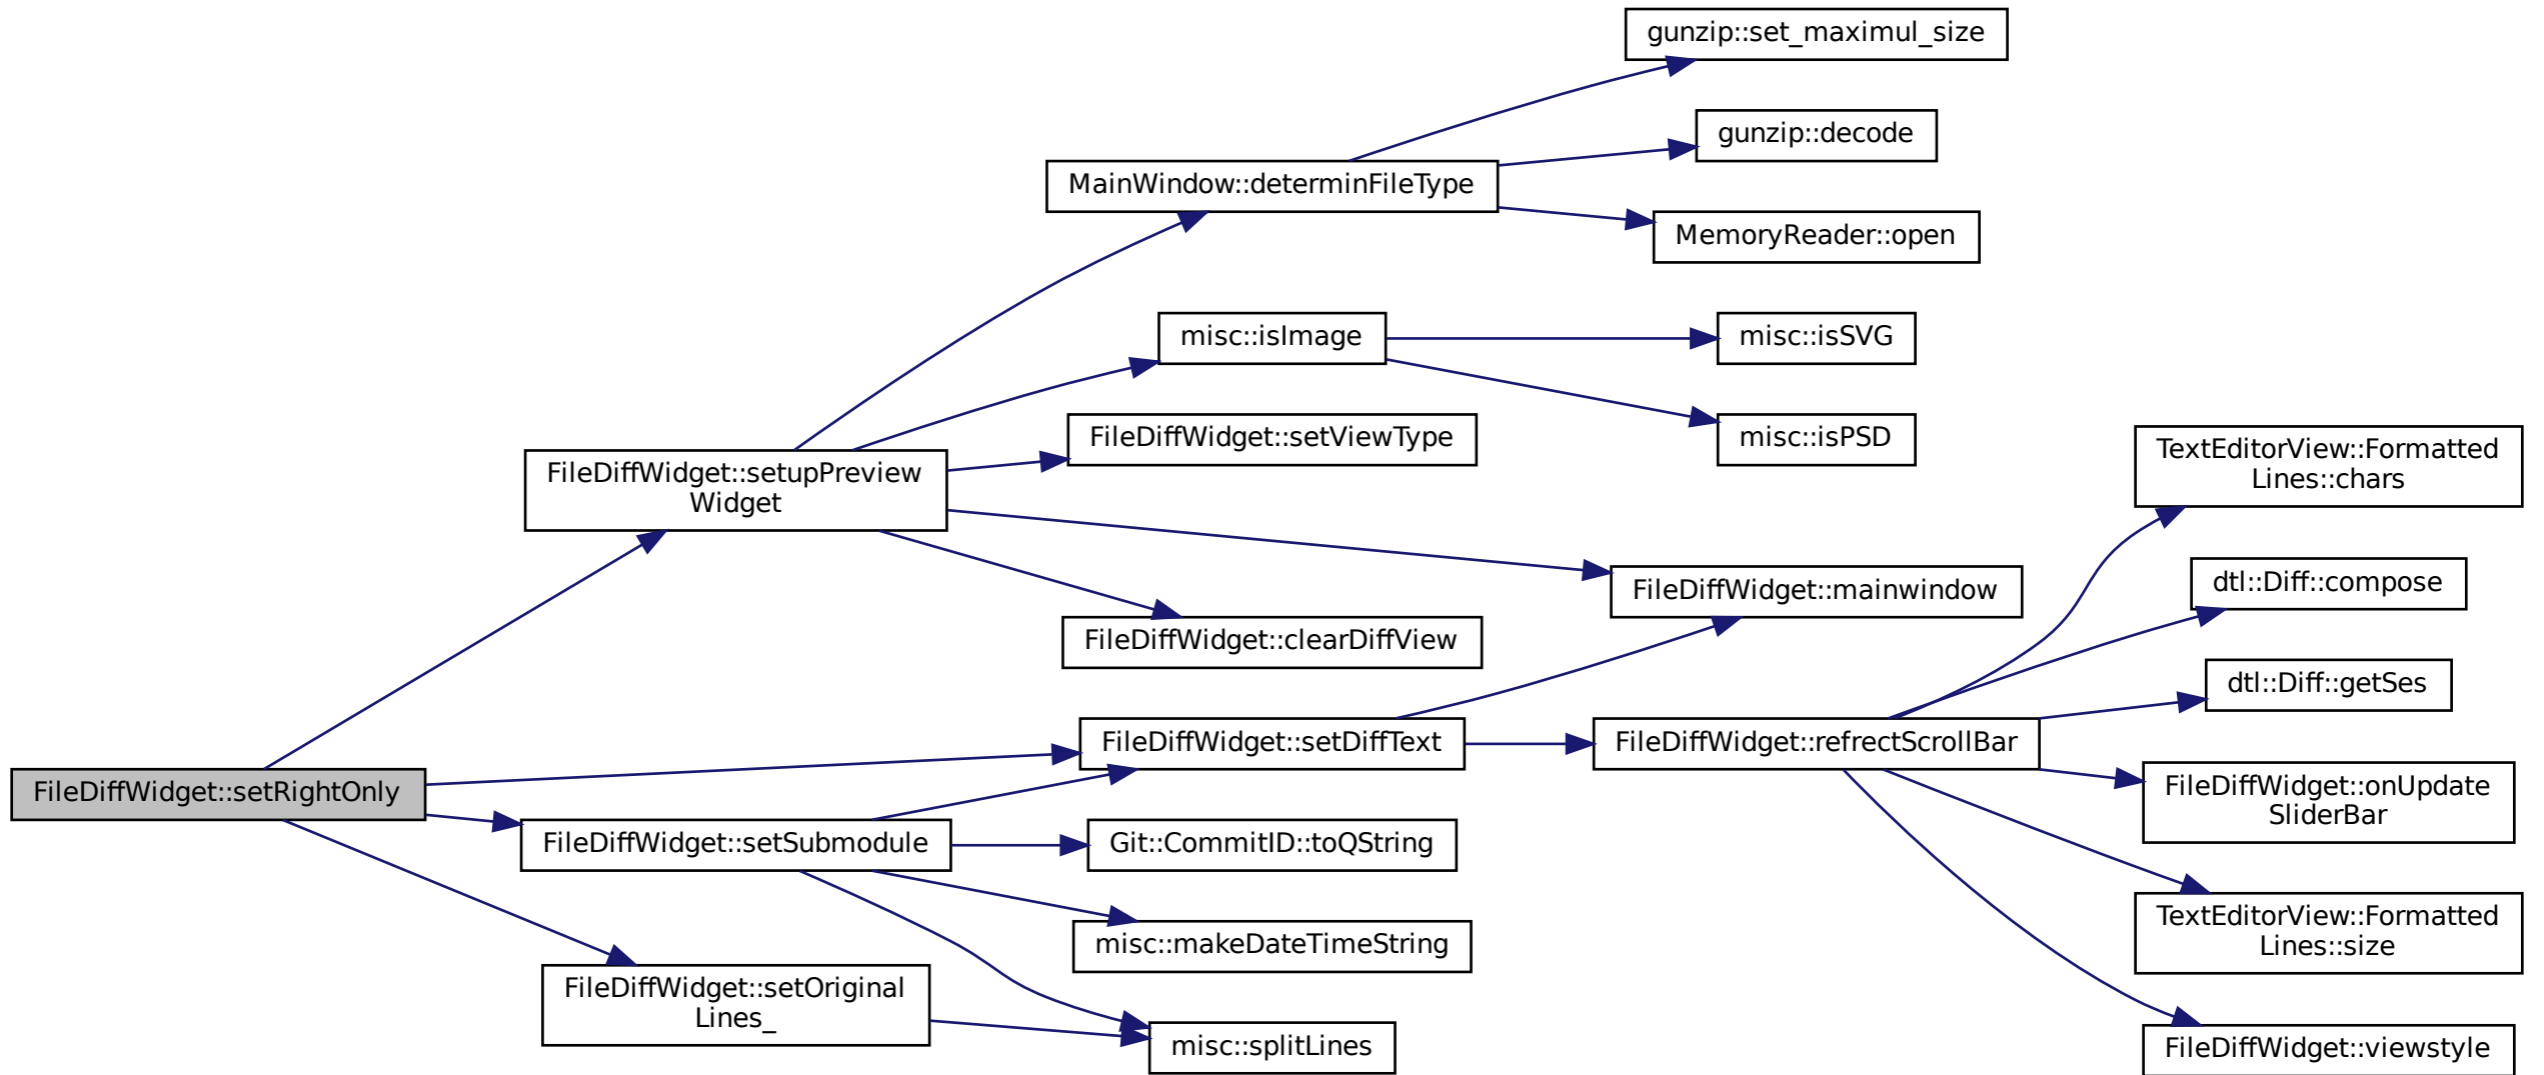 gunzip::set_maximul_size
gunzip::decode
MainWindow::determinFileType
MemoryReader::open
misc::isImage
misc::isSVG
FileDiffWidget::setViewType
misc::isPSD
FileDiffWidget::setupPreview
Widget
TextEditorView::Formatted
Lines::chars
FileDiffWidget::mainwindow
dtl::Diff::compose
FileDiffWidget::clearDiffView
dtl::Diff::getSes
FileDiffWidget::setDiffText
FileDiffWidget::refrectScrollBar
FileDiffWidget::setRightOnly
FileDiffWidget::onUpdate
SliderBar
FileDiffWidget::setSubmodule
Git::CommitID::toQString
TextEditorView::Formatted
Lines::size
misc::makeDateTimeString
FileDiffWidget::setOriginal
Lines_
misc::splitLines
FileDiffWidget::viewstyle